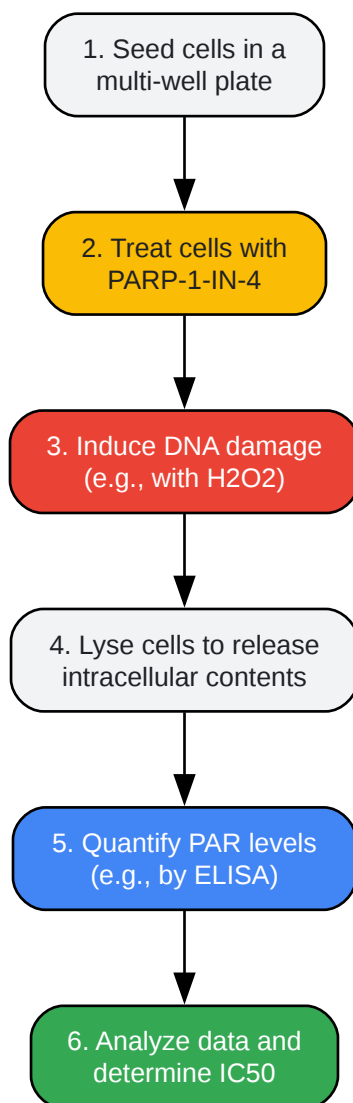 1. Seed cells in a
multi-well plate
2. Treat cells with
PARP-1-IN-4
3. Induce DNA damage
(e.g., with H2O2)
4. Lyse cells to release
intracellular contents
5. Quantify PAR levels
(e.g., by ELISA)
6. Analyze data and
determine IC50